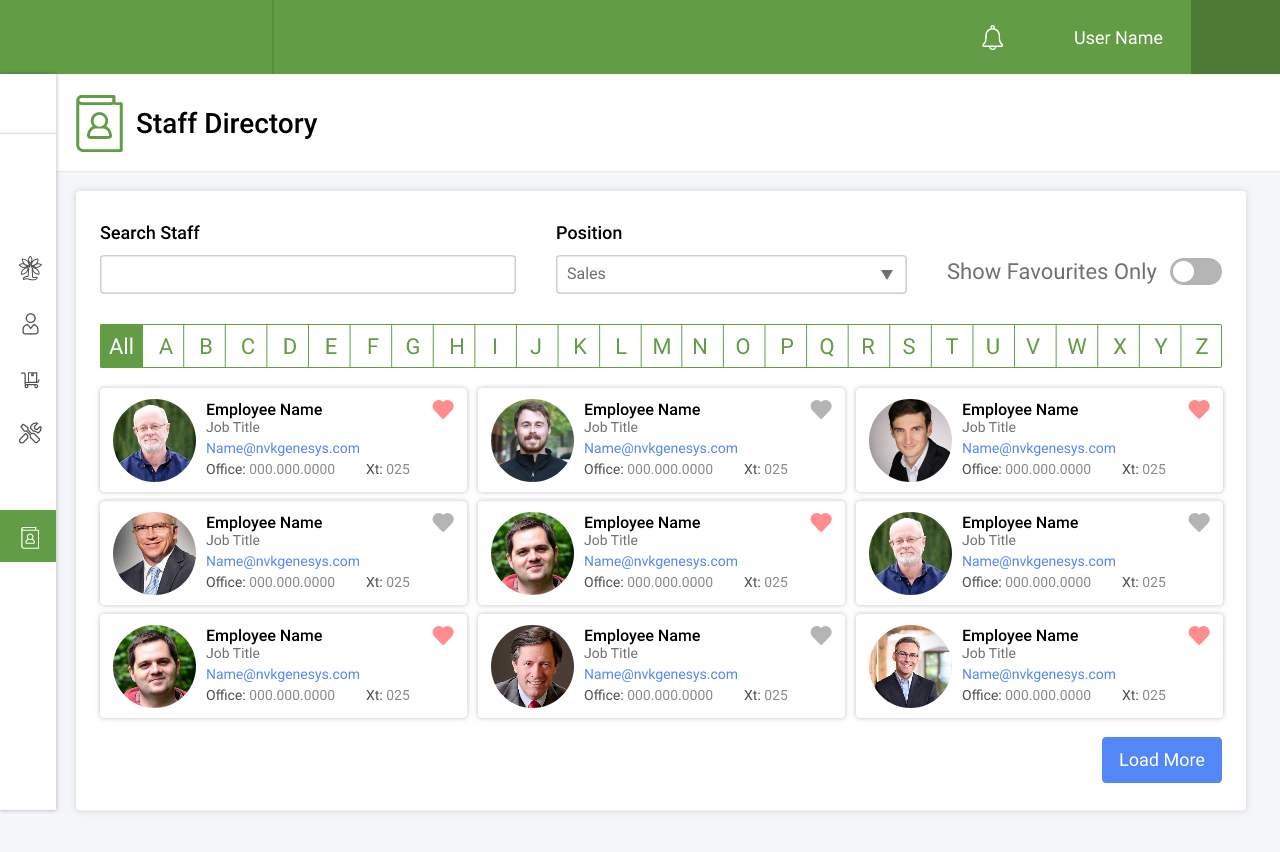 User Name
Staff Directory
Search Staff
Position
Sales
Show Favourites Only
All A B C D E F G H I J K L M N O P Q R S T U V W X Y Z
Employee Name
Job Title
Name@nvkgenesys.com
Office: 000.000.0000 Xt: 025
Employee Name
Job Title
Name@nvkgenesys.com
Office: 000.000.0000 Xt: 025
Employee Name
Job Title
Name@nvkgenesys.com
Office: 000.000.0000 Xt: 025
Employee Name
Job Title
Name@nvkgenesys.com
Office: 000.000.0000 Xt: 025
Employee Name
Job Title
Name@nvkgenesys.com
Office: 000.000.0000 Xt: 025
Employee Name
Job Title
Name@nvkgenesys.com
Office: 000.000.0000 Xt: 025
Employee Name
Job Title
Name@nvkgenesys.com
Office: 000.000.0000 Xt: 025
Employee Name
Job Title
Name@nvkgenesys.com
Office: 000.000.0000 Xt: 025
Employee Name
Job Title
Name@nvkgenesys.com
Office: 000.000.0000 Xt: 025
Load More